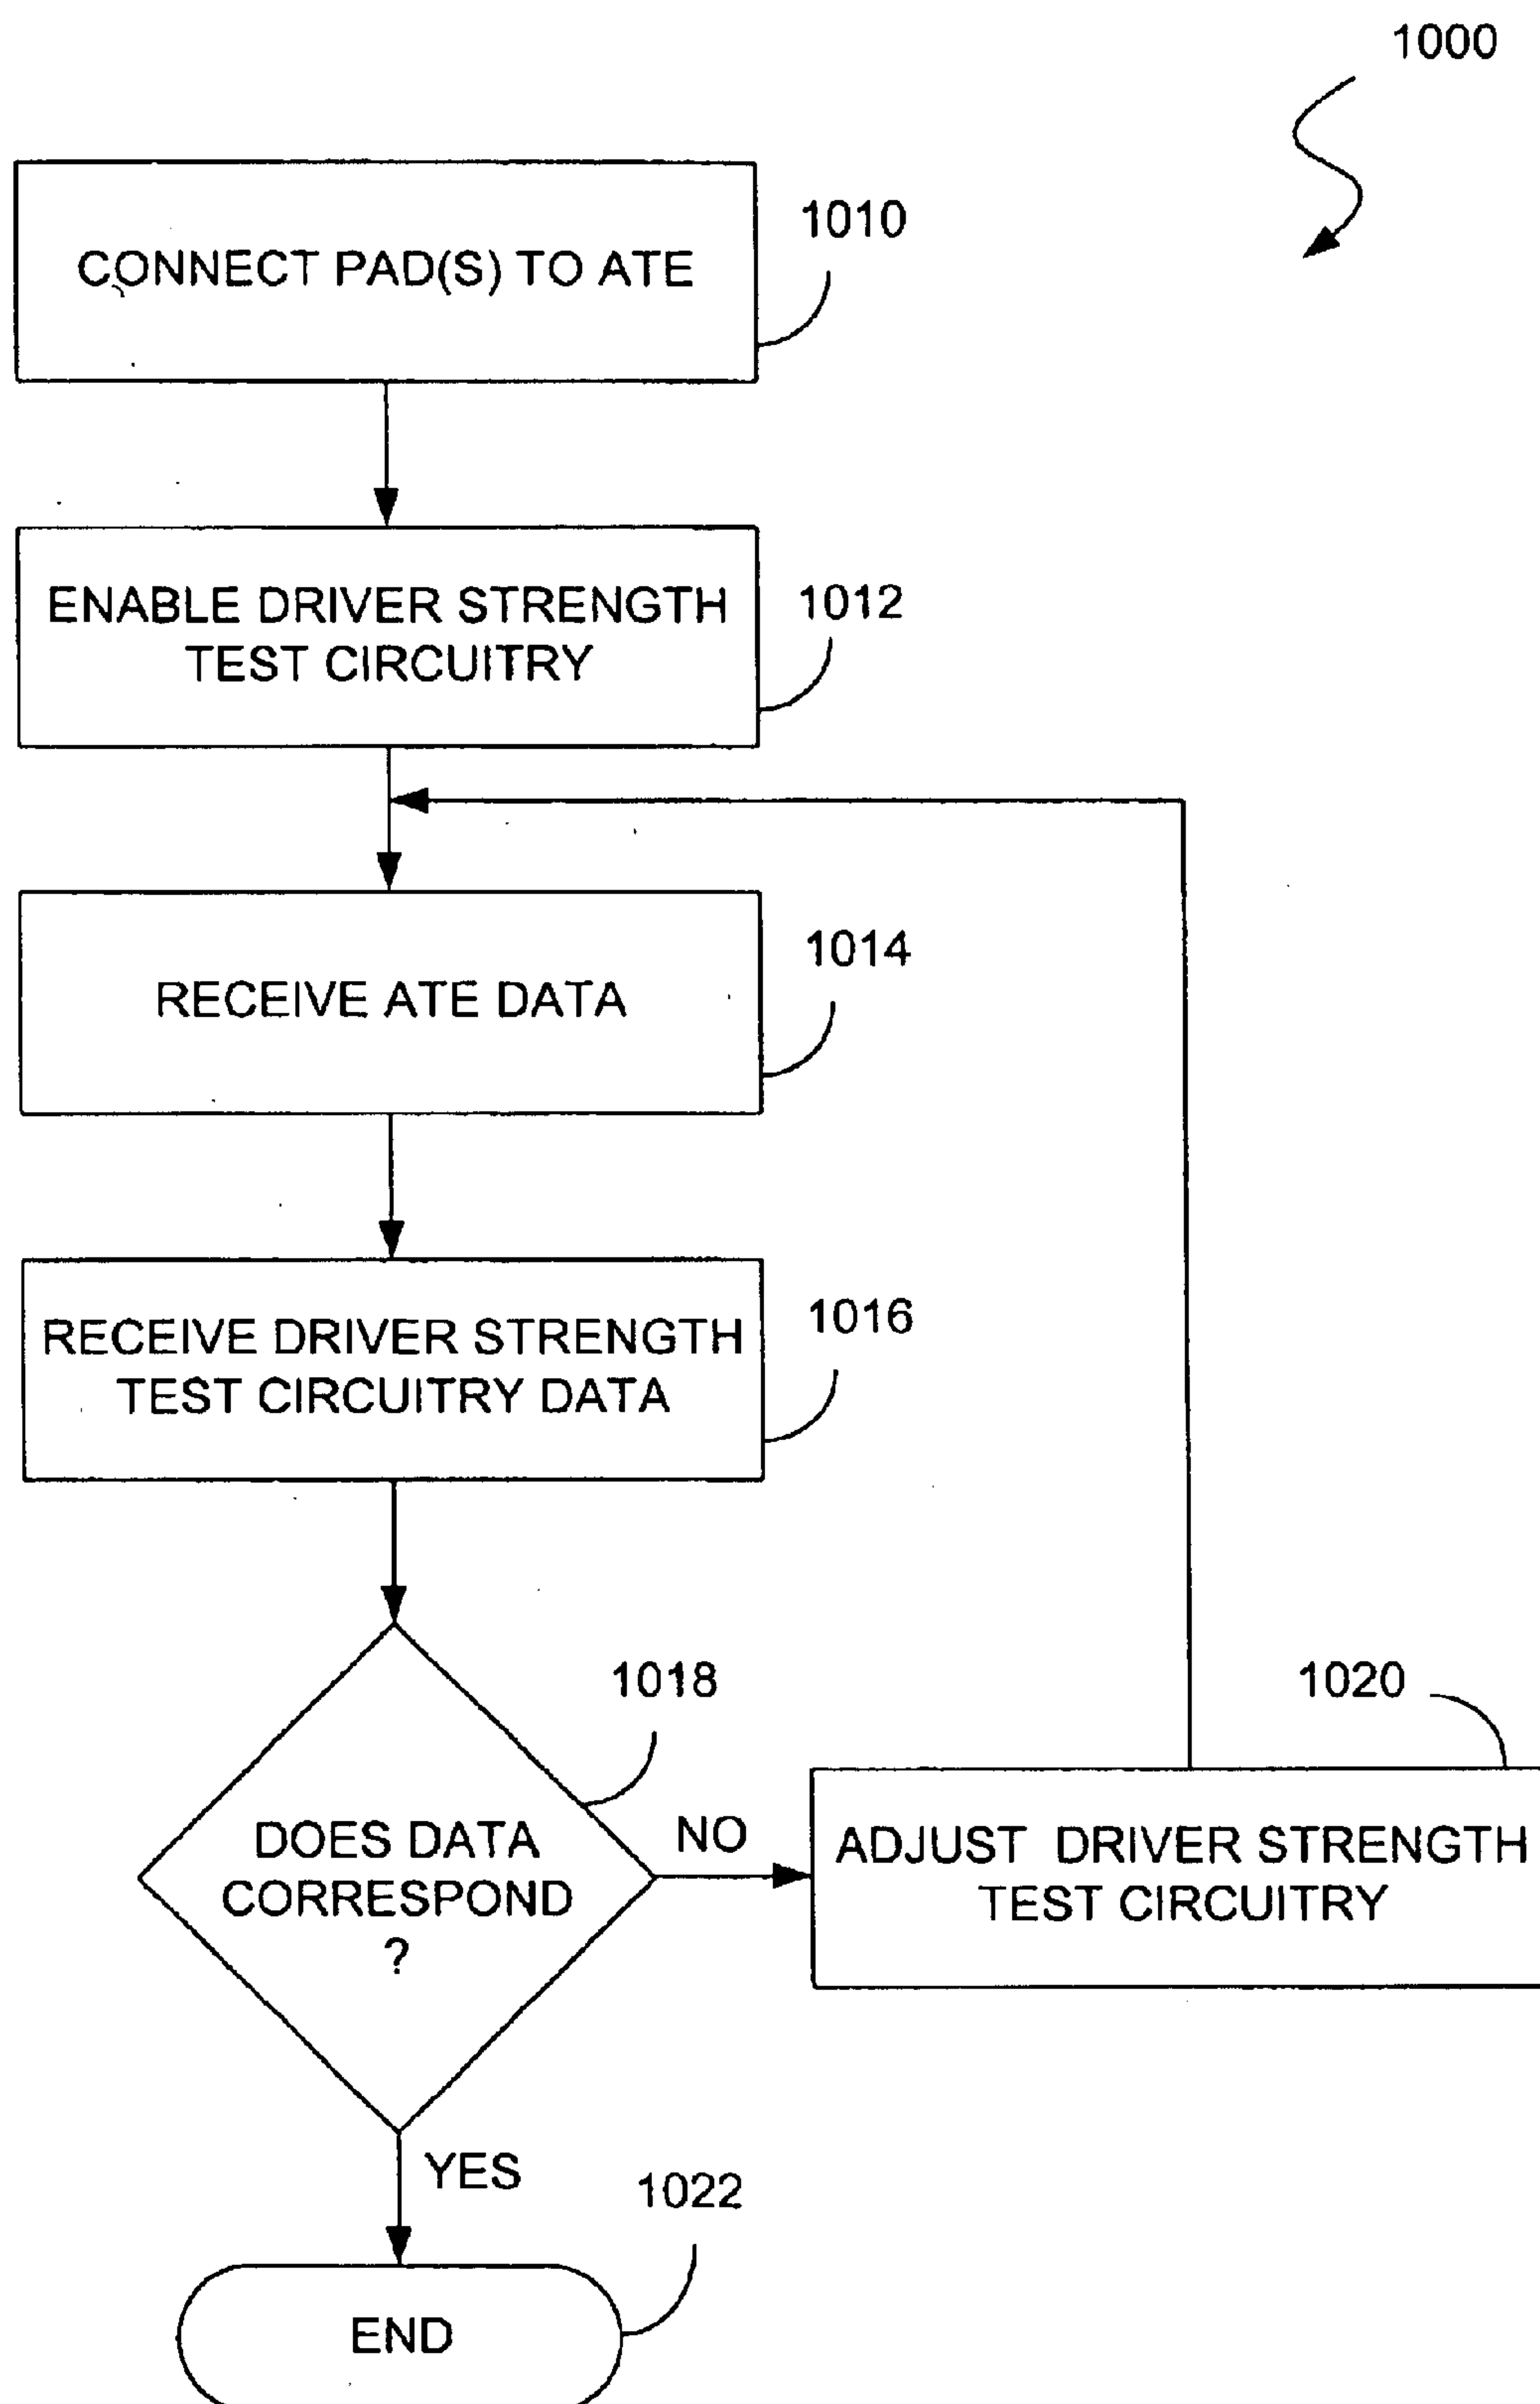 1000
CONNECT PAD(S) TO ATE
1010
ENABLE DRIVER STRENGTH
TEST CIRCUITRY
1012
RECEIVE ATE DATA
1014
RECEIVE DRIVER STRENGTH
TEST CIRCUITRY DATA
1016
DOES DATA
CORRESPOND
?
1018
NO
ADJUST DRIVER STRENGTH
TEST CIRCUITRY
1020
YES
END
1022